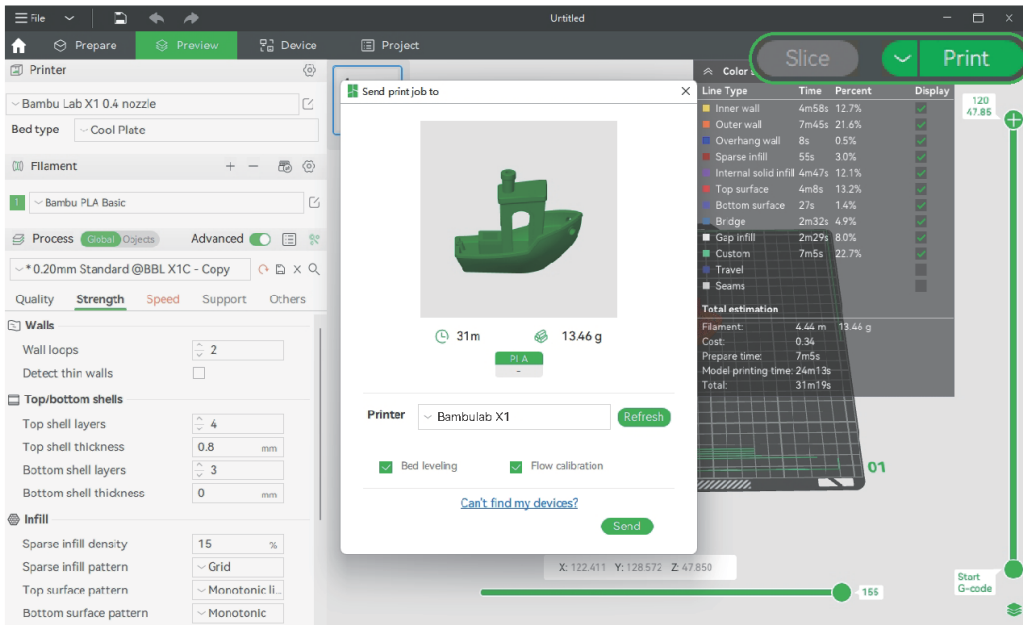 File
Untitled
Prepare
Preview
Device
Project
Slice
Print
Printer
Bambu Lab X1 0.4 nozzle
Bed type
Cool Plate
Filament
1
Bambu PLA Basic
Process
Global
Ojects
Advanced
* 0.20mm Standard @BBL X1C - Copy
Quality
Strength
Speed
Support
Others
Walls
Wall loops
2
Detect thin walls
Top/bottom shells
Top shell layers
4
Top shell thickness
0.8
mm
Bottom shell layers
3
Bottom shell thickness
0
mm
Infill
Sparse infill density
15
%
Sparse infill pattern
Grid
Top surface pattern
Monotonic li...
Bottom surface pattern
Monotonic
Send print job to
31m
13.46 g
PLA
-
Printer
Bambulab X1
Refresh
Bed leveling
Flow calibration
Can't find my devices?
Send
Color
Line Type Time Percent Display
Inner wall 4m58s 12.7%
Outer wall 7m45s 21.6%
Overhang wall 8s 0.5%
Sparse infill 55s 3.0%
Internal solid infill 4m47s 12.1%
Top surface 4m8s 13.2%
Bottom surface 27s 1.4%
Bridge 2m32s 4.9%
Gap infill 2m29s 8.0%
Custom 7m5s 22.7%
Travel
Seams
Total estimation
Filament: 4.44 m 13.46 g
Cost: 0.34
Prepare time: 7m5s
Model printing time: 24m13s
Total: 31m19s
120
47.85
01
X: 122.411 Y: 128.572 Z: 47.850
155
Start
G-code